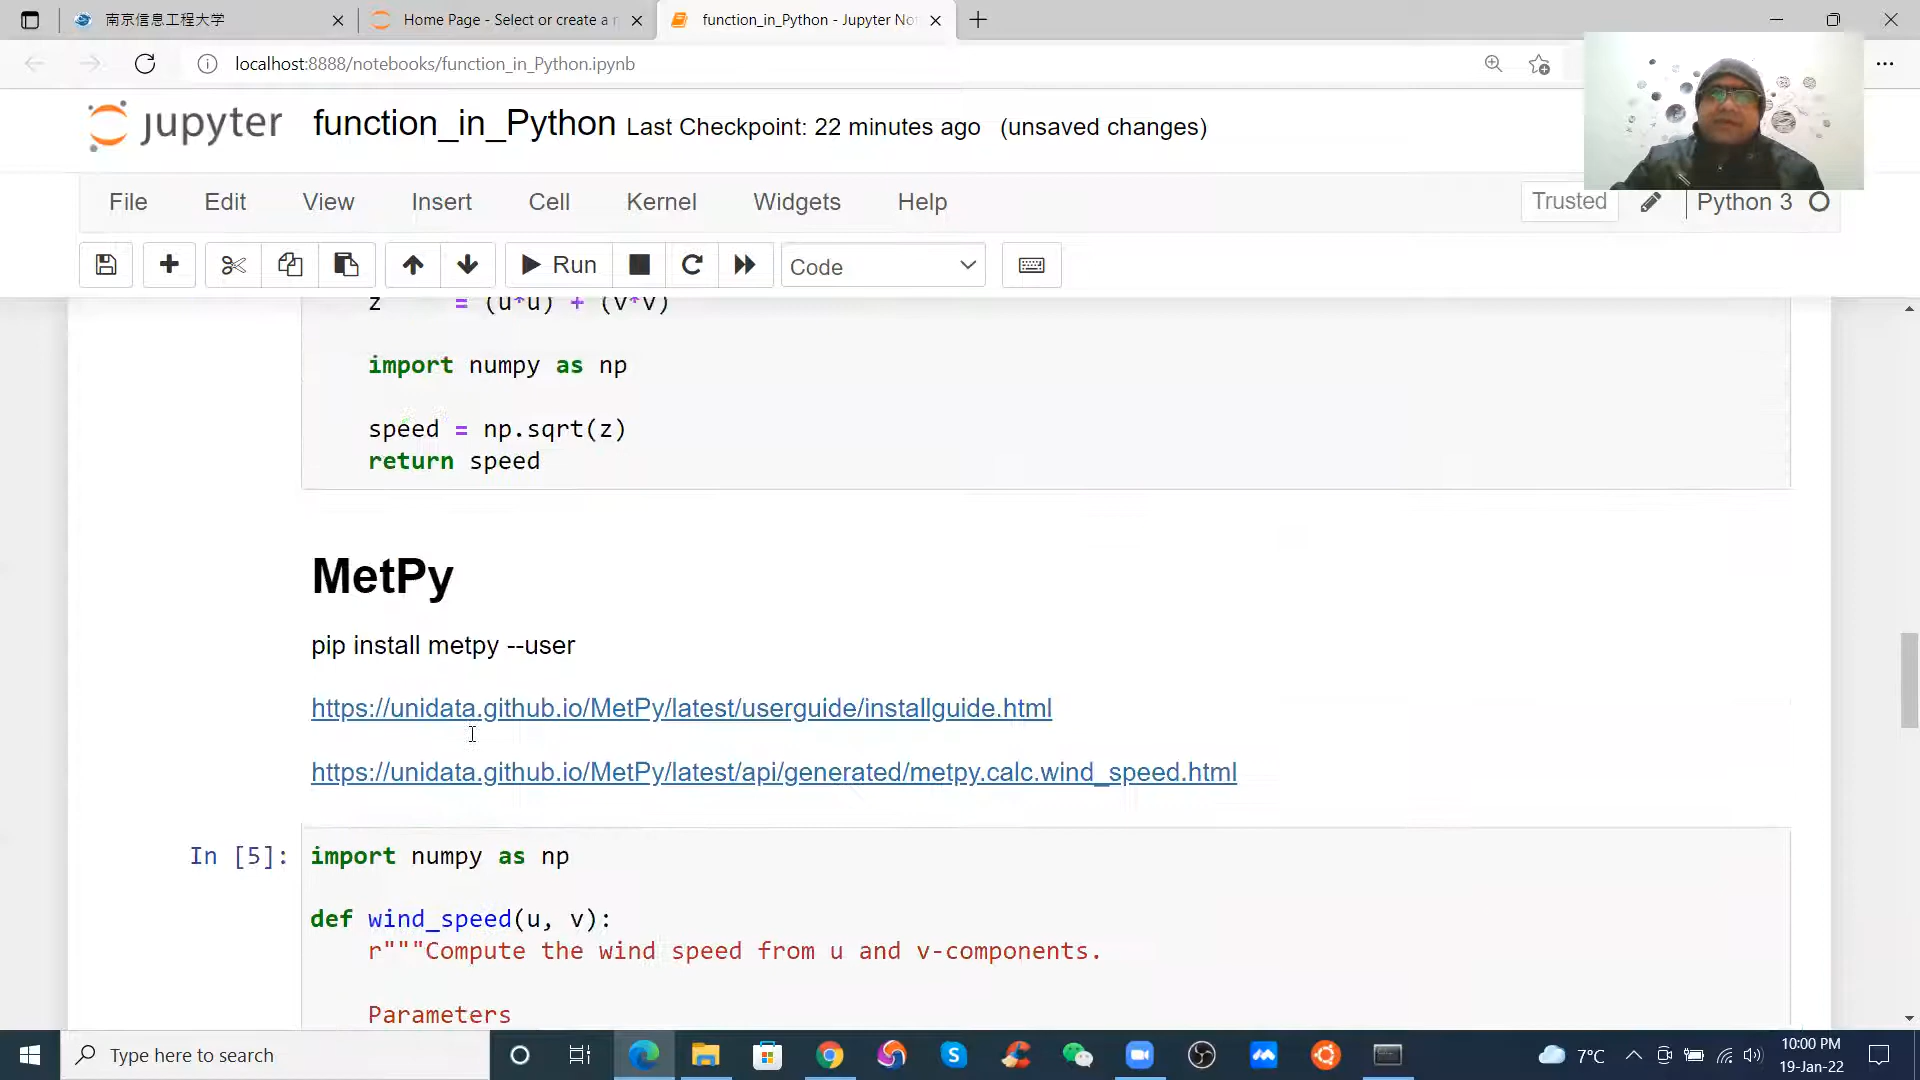 南京信息工程大学
Home Page - Select or create a n
function_in_Python - Jupyter No
localhost:8888/notebooks/function_in_Python.ipynb
jupyter function_in_Python Last Checkpoint: 22 minutes ago (unsaved changes)
File Edit View Insert Cell Kernel Widgets Help Trusted Python 3
Run Code
z = (u*u) + (v*v)
import numpy as np
speed = np.sqrt(z)
return speed
MetPy
pip install metpy --user
https://unidata.github.io/MetPy/latest/userguide/installguide.html
https://unidata.github.io/MetPy/latest/api/generated/metpy.calc.wind_speed.html
In [5]: import numpy as np
def wind_speed(u, v):
r"""Compute the wind speed from u and v-components.
Parameters
Type here to search
7°C
10:00 PM
19-Jan-22